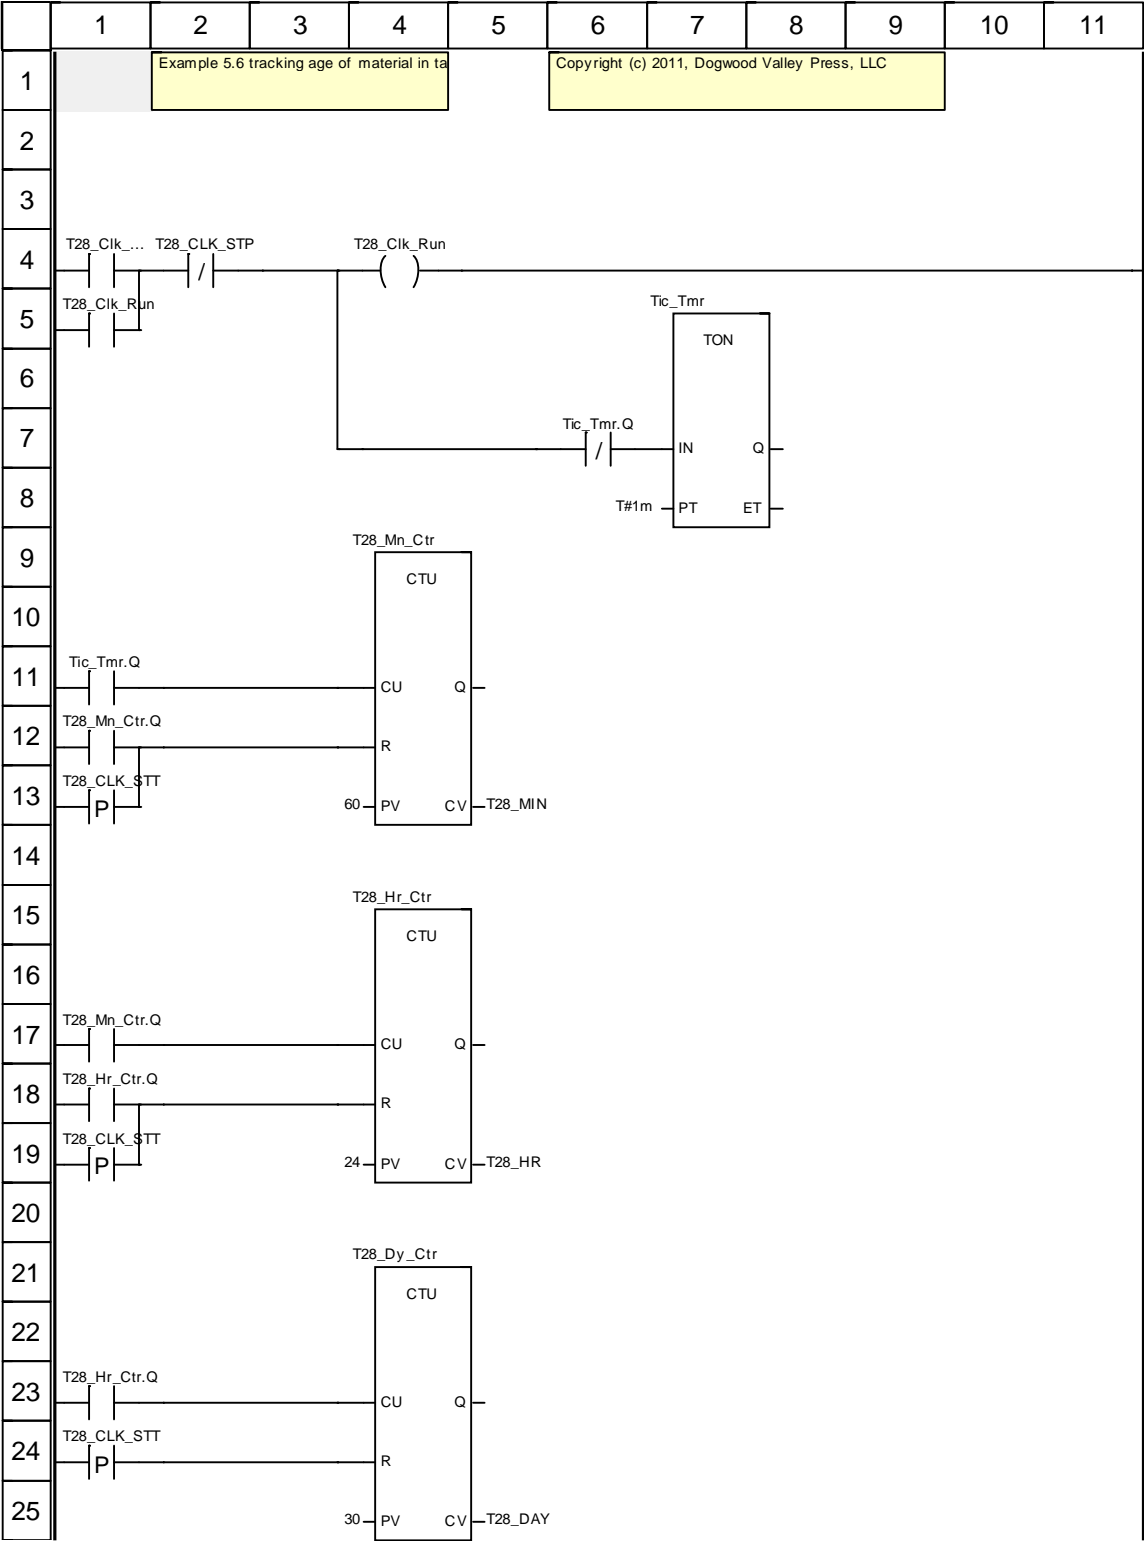 1 2 3 4 5 6 7 8 9 10 11
1 Example 5.6 tracking age of material in ta Copyright (c) 2011, Dogwood Valley Press, LLC
2
3
T28_Clk_... T28_CLK_STP T28_Clk_Run
4 /
T28_Clk_Run Tic_Tmr
5 TON
6
Tic_Tmr.Q
7 / IN Q
8 T#1m PT ET
T28_Mn_Ctr
9 CTU
10
Tic_Tmr.Q
11 CU Q
T28_Mn_Ctr.Q
12 R
T28_CLK_STT
13 P 60 PV CV T28_MIN
14
T28_Hr_Ctr
15 CTU
16
T28_Mn_Ctr.Q
17 CU Q
T28_Hr_Ctr.Q
18 R
T28_CLK_STT
19 P 24 PV CV T28_HR
20
T28_Dy_Ctr
21 CTU
22
T28_Hr_Ctr.Q
23 CU Q
T28_CLK_STT
24 P R
25 30 PV CV T28_DAY